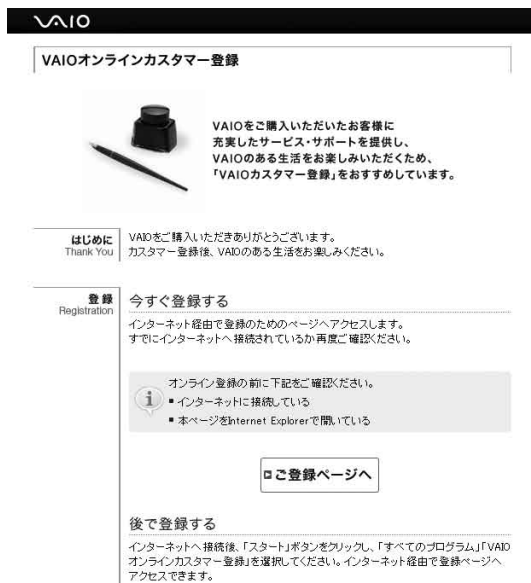 VAIO
VAIOオンラインカスタマー登録
VAIOをご購入いただいたお客様に
充実したサービス・サポートを提供し、
VAIOのある生活をお楽しみいただくため、
「VAIOカスタマー登録」をおすすめしています。
はじめに
Thank You
VAIOをご購入いただきありがとうございます。
カスタマー登録後、VAIOのある生活をお楽しみください。
登録
Registration
今すぐ登録する
インターネット経由で登録のためのページへアクセスします。
すでにインターネットへ接続されているか再度ご確認ください。
オンライン登録の前に下記をご確認ください。
■ インターネットに接続している
■ 本ページをInternet Explorerで開いている
ご登録ページへ
後で登録する
インターネットへ接続後、「スタート」ボタンをクリックし、「すべてのプログラム」「VAIO
オンラインカスタマー登録」を選択してください。インターネット経由で登録ページへ
アクセスできます。